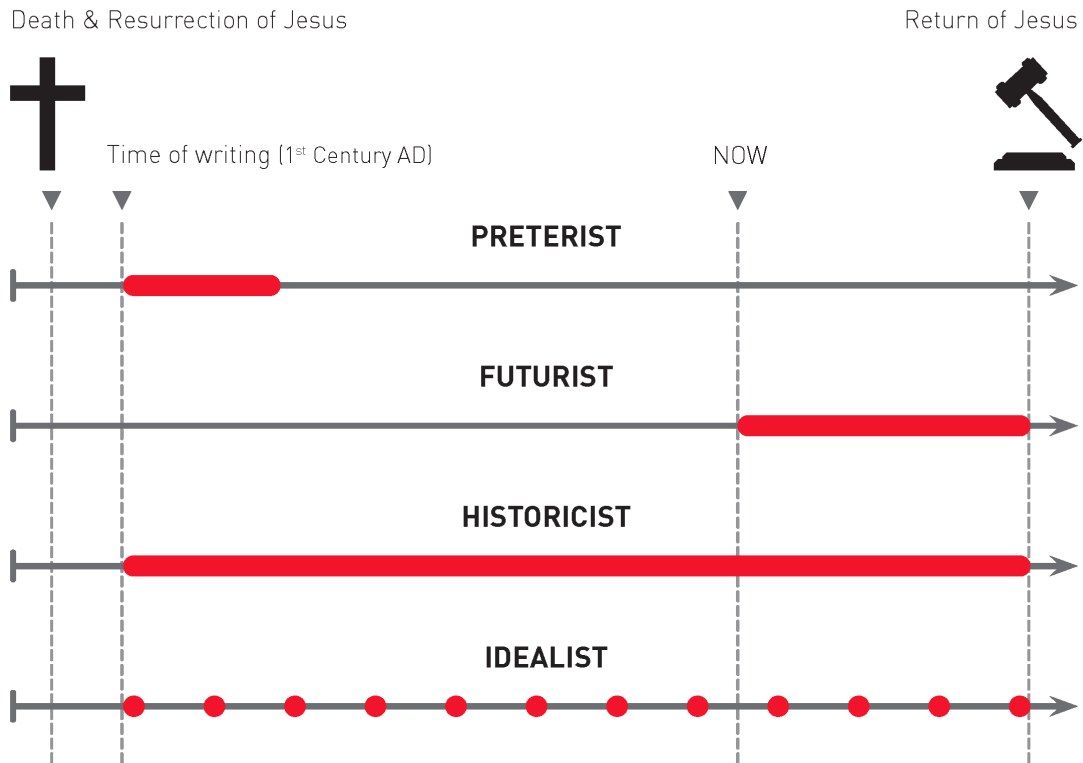 Death & Resurrection of Jesus
Return of Jesus
Time of writing (1st Century AD)
NOW
PRETERIST
FUTURIST
HISTORICIST
IDEALIST